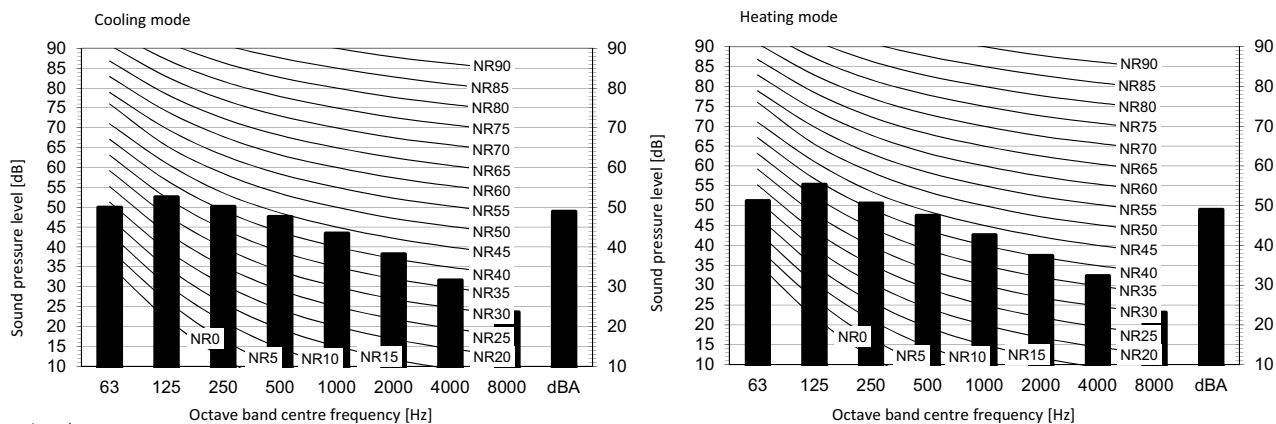 Cooling mode
90
85
80
75
70
65
60
55
50
45
40
35
30
25
20
15
10
Sound pressure level [dB]
NR90
NR85
NR80
NR75
NR70
NR65
NR60
NR55
NR50
NR45
NR40
NR35
NR30
NR25
NR20
NR0
NR5
NR10
NR15
90
80
70
60
50
40
30
20
10
63 125 250 500 1000 2000 4000 8000 dBA
Octave band centre frequency [Hz]
Heating mode
90
85
80
75
70
65
60
55
50
45
40
35
30
25
20
15
10
Sound pressure level [dB]
NR90
NR85
NR80
NR75
NR70
NR65
NR60
NR55
NR50
NR45
NR40
NR35
NR30
NR25
NR20
NR0
NR5
NR10
NR15
90
80
70
60
50
40
30
20
10
63 125 250 500 1000 2000 4000 8000 dBA
Octave band centre frequency [Hz]